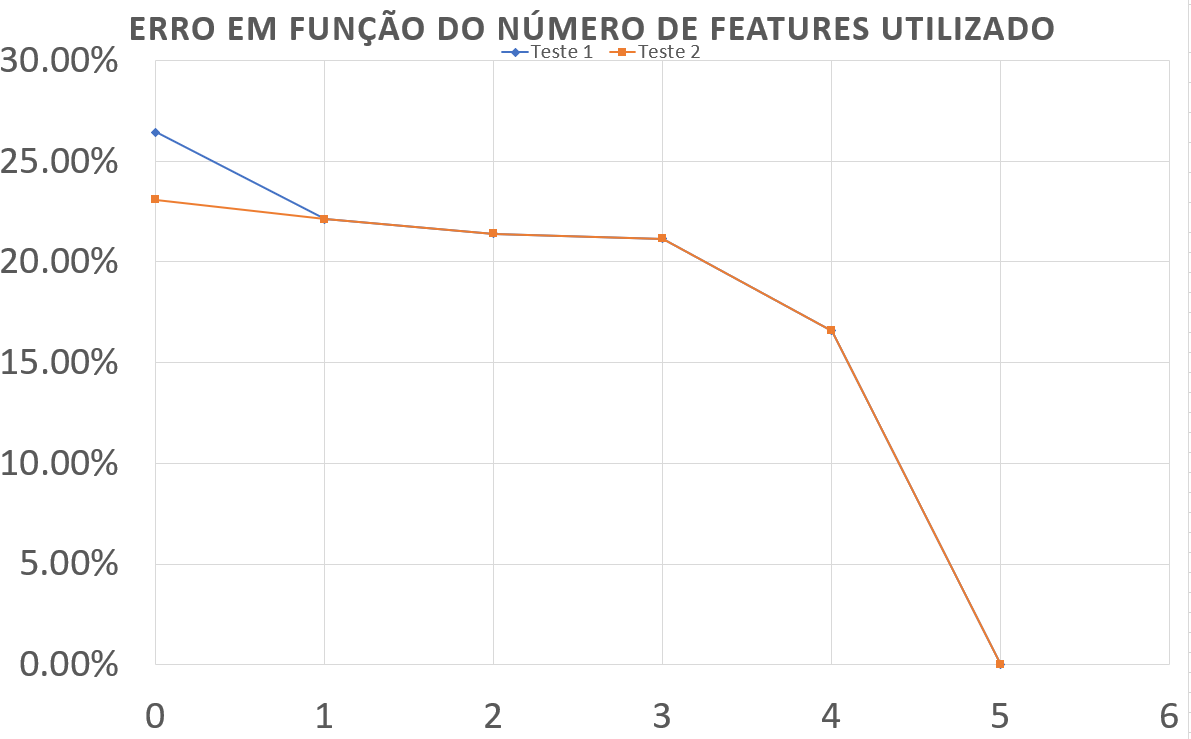 ERRO EM FUNÇÃO DO NÚMERO DE FEATURES UTILIZADO
Teste 1 Teste 2
30.00%
25.00%
20.00%
15.00%
10.00%
5.00%
0.00%
0 1 2 3 4 5 6